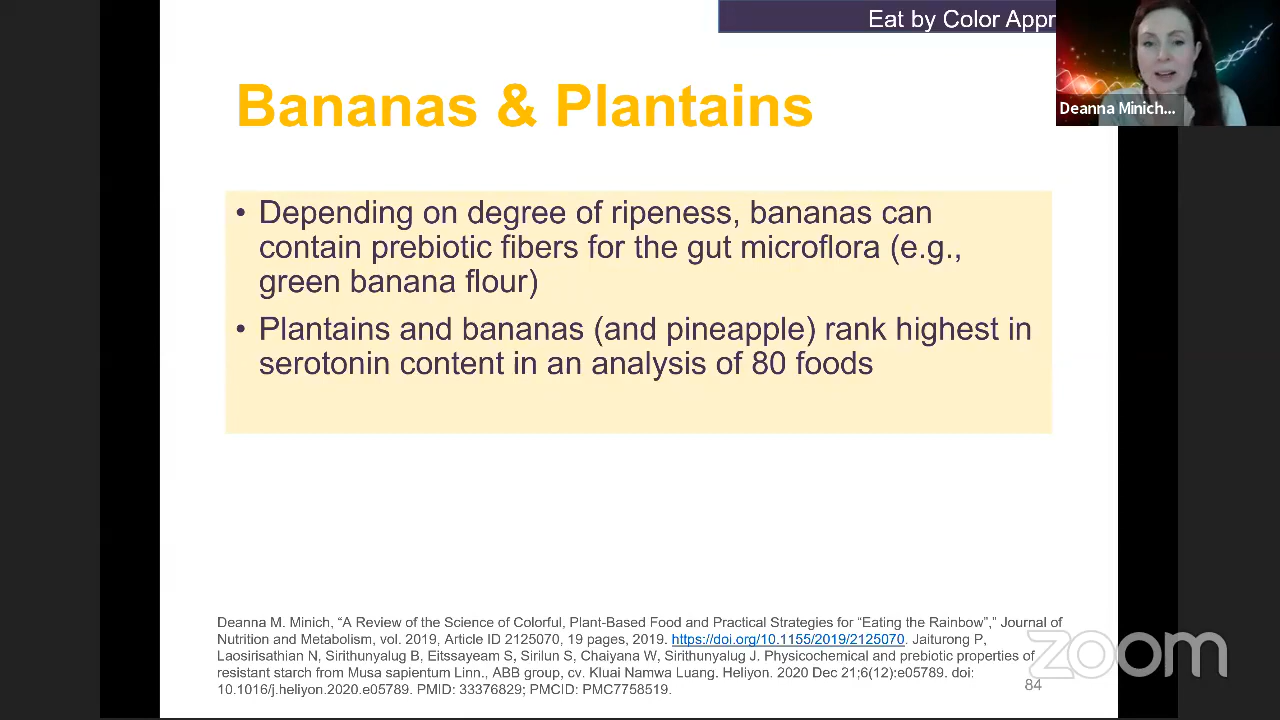 Eat by Color Appr
Deanna Minich...
Bananas & Plantains
• Depending on degree of ripeness, bananas can
contain prebiotic fibers for the gut microflora (e.g.,
green banana flour)
• Plantains and bananas (and pineapple) rank highest in
serotonin content in an analysis of 80 foods
Deanna M. Minich, “A Review of the Science of Colorful, Plant-Based Food and Practical Strategies for “Eating the Rainbow”,” Journal of
Nutrition and Metabolism, vol. 2019, Article ID 2125070, 19 pages, 2019. https://doi.org/10.1155/2019/2125070. Jaiturong P,
Laosirisathian N, Sirithunyalug B, Eitssayeam S, Sirilun S, Chaiyana W, Sirithunyalug J. Physicochemical and prebiotic properties of
resistant starch from Musa sapientum Linn., ABB group, cv. Kluai Namwa Luang. Heliyon. 2020 Dec 21;6(12):e05789. doi:
10.1016/j.heliyon.2020.e05789. PMID: 33376829; PMCID: PMC7758519.
84
zoom